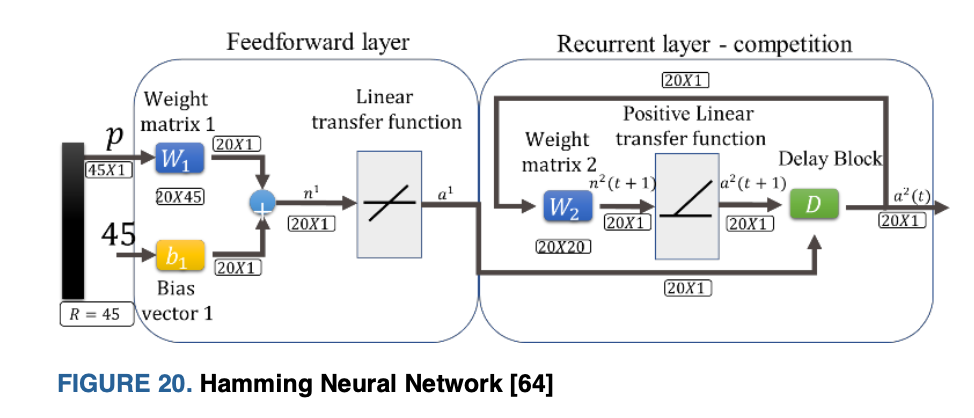 Feedforward layer
Recurrent layer - competition
Weight
matrix 1
p
45X1
W₁
20X45
20X1
45
b₁
20X1
Bias
vector 1
R = 45
+
n¹
20X1
Linear
transfer function
a¹
20X1
Weight
matrix 2
W₂
20X20
n²(t + 1)
20X1
Positive Linear
transfer function
a²(t + 1)
20X1
Delay Block
D
a²(t)
20X1
20X1
FIGURE 20. Hamming Neural Network [64]